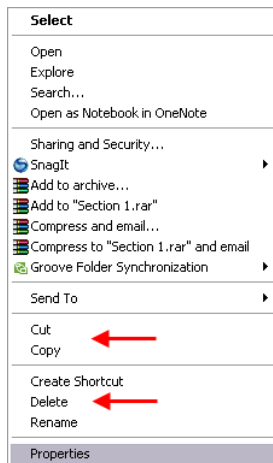 Select
Open
Explore
Search...
Open as Notebook in OneNote
Sharing and Security...
SnagIt
Add to archive...
Add to "Section 1.rar"
Compress and email...
Compress to "Section 1.rar" and email
Groove Folder Synchronization
Send To
Cut
Copy
Create Shortcut
Delete
Rename
Properties